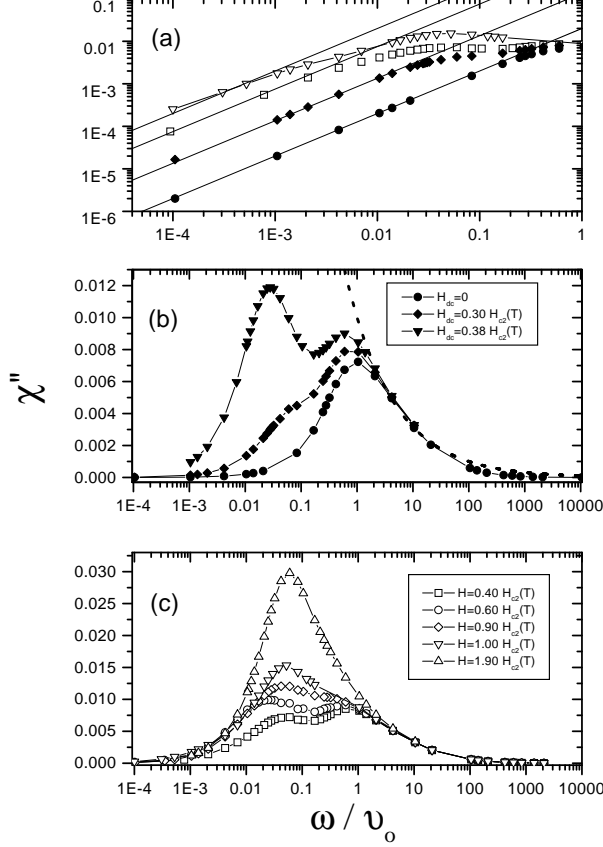 (a)
0.01
1E-3
1E-4
1E-5
1E-6
1E-4 1E-3 0.01 0.1 1
χ"
(b)
0.012
0.010
0.008
0.006
0.004
0.002
0.000
H_dc=0
H_dc=0.30 H_c2(T)
H_dc=0.38 H_c2(T)
1E-4 1E-3 0.01 0.1 1 10 100 1000 10000
(c)
0.030
0.025
0.020
0.015
0.010
0.005
0.000
H=0.40 H_c2(T)
H=0.60 H_c2(T)
H=0.90 H_c2(T)
H=1.00 H_c2(T)
H=1.90 H_c2(T)
1E-4 1E-3 0.01 0.1 1 10 100 1000 10000
ω / υ_o